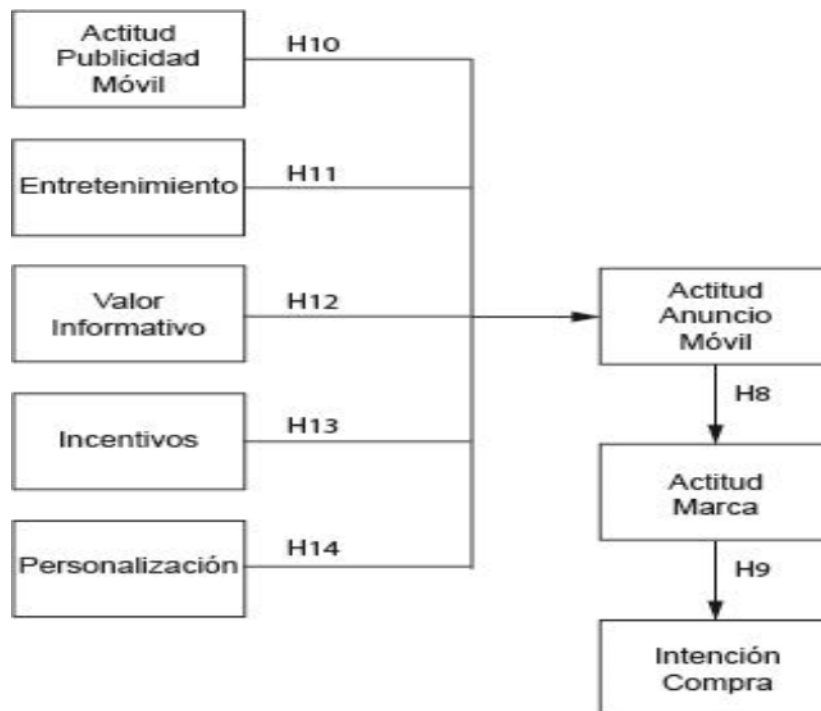 Actitud
Publicidad
Móvil
H10
Entretenimiento
H11
Valor
Informativo
H12
Incentivos
H13
Personalización
H14
Actitud
Anuncio
Móvil
H8
Actitud
Marca
H9
Intención
Compra